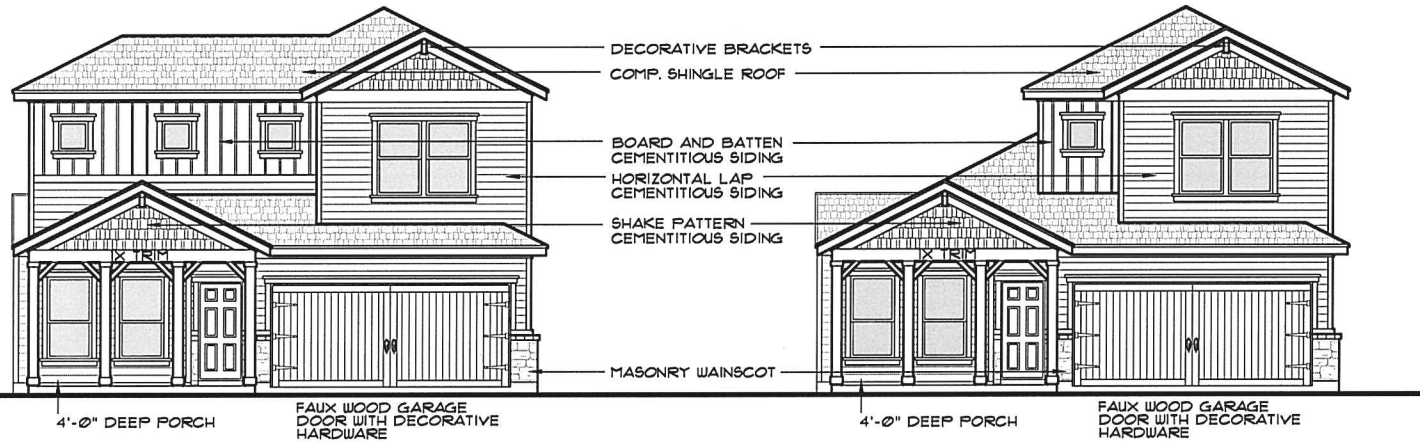 DECORATIVE BRACKETS
COMP. SHINGLE ROOF
BOARD AND BATTEN
CEMENTITIOUS SIDING
HORIZONTAL LAP
CEMENTITIOUS SIDING
SHAKE PATTERN
CEMENTITIOUS SIDING
1X TRIM
1X TRIM
MASONRY WAINSCOT
4'-0" DEEP PORCH
FAUX WOOD GARAGE
DOOR WITH DECORATIVE
HARDWARE
4'-0" DEEP PORCH
FAUX WOOD GARAGE
DOOR WITH DECORATIVE
HARDWARE